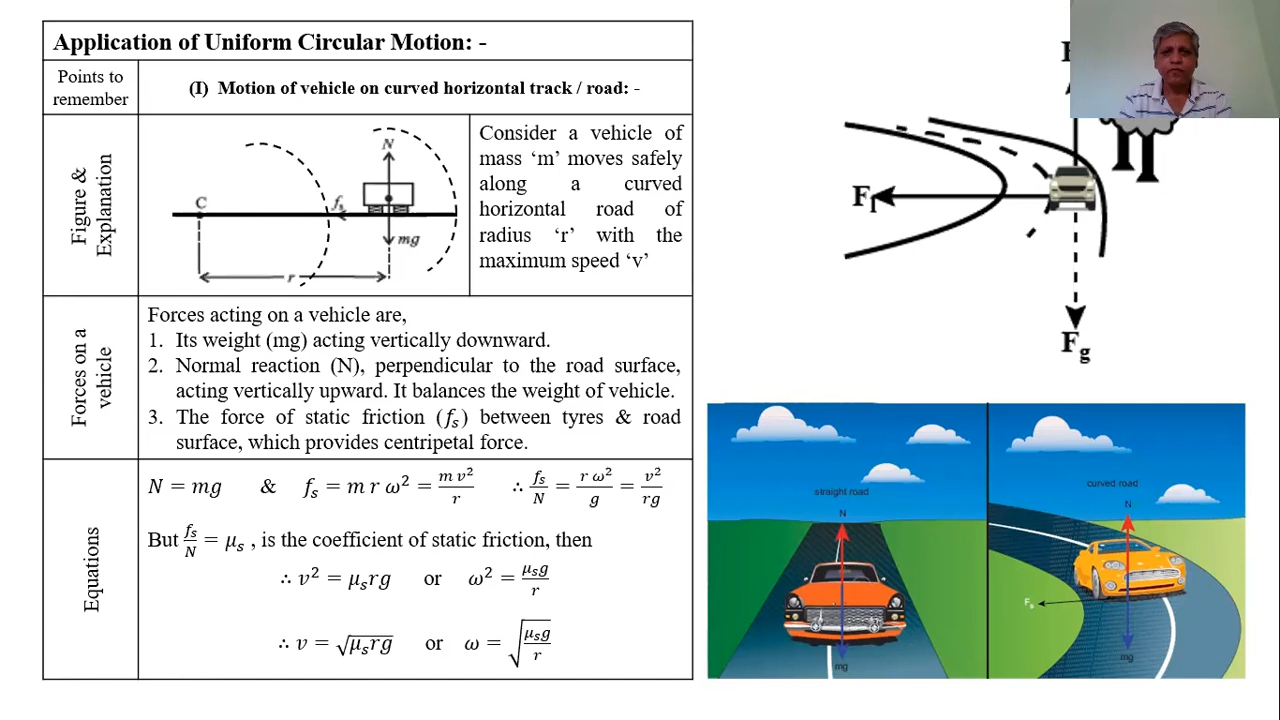 Application of Uniform Circular Motion: -
Points to
remember
(I) Motion of vehicle on curved horizontal track / road: -
Figure &
Explanation
C
N
fs
mg
r
Consider a vehicle of
mass ‘m’ moves safely
along a curved
horizontal road of
radius ‘r’ with the
maximum speed ‘v’
Forces on a
vehicle
Forces acting on a vehicle are,
1. Its weight (mg) acting vertically downward.
2. Normal reaction (N), perpendicular to the road surface,
acting vertically upward. It balances the weight of vehicle.
3. The force of static friction (fₛ) between tyres & road
surface, which provides centripetal force.
Equations
N = mg & fₛ = m r ω² = m v²/r ∴ fₛ/N = r ω²/g = v²/rg
But fₛ/N = μₛ , is the coefficient of static friction, then
∴ v² = μₛrg or ω² = μₛg/r
∴ v = √μₛrg or ω = √μₛg/r
Fg
straight road
N
mg
curved road
N
Fs
mg